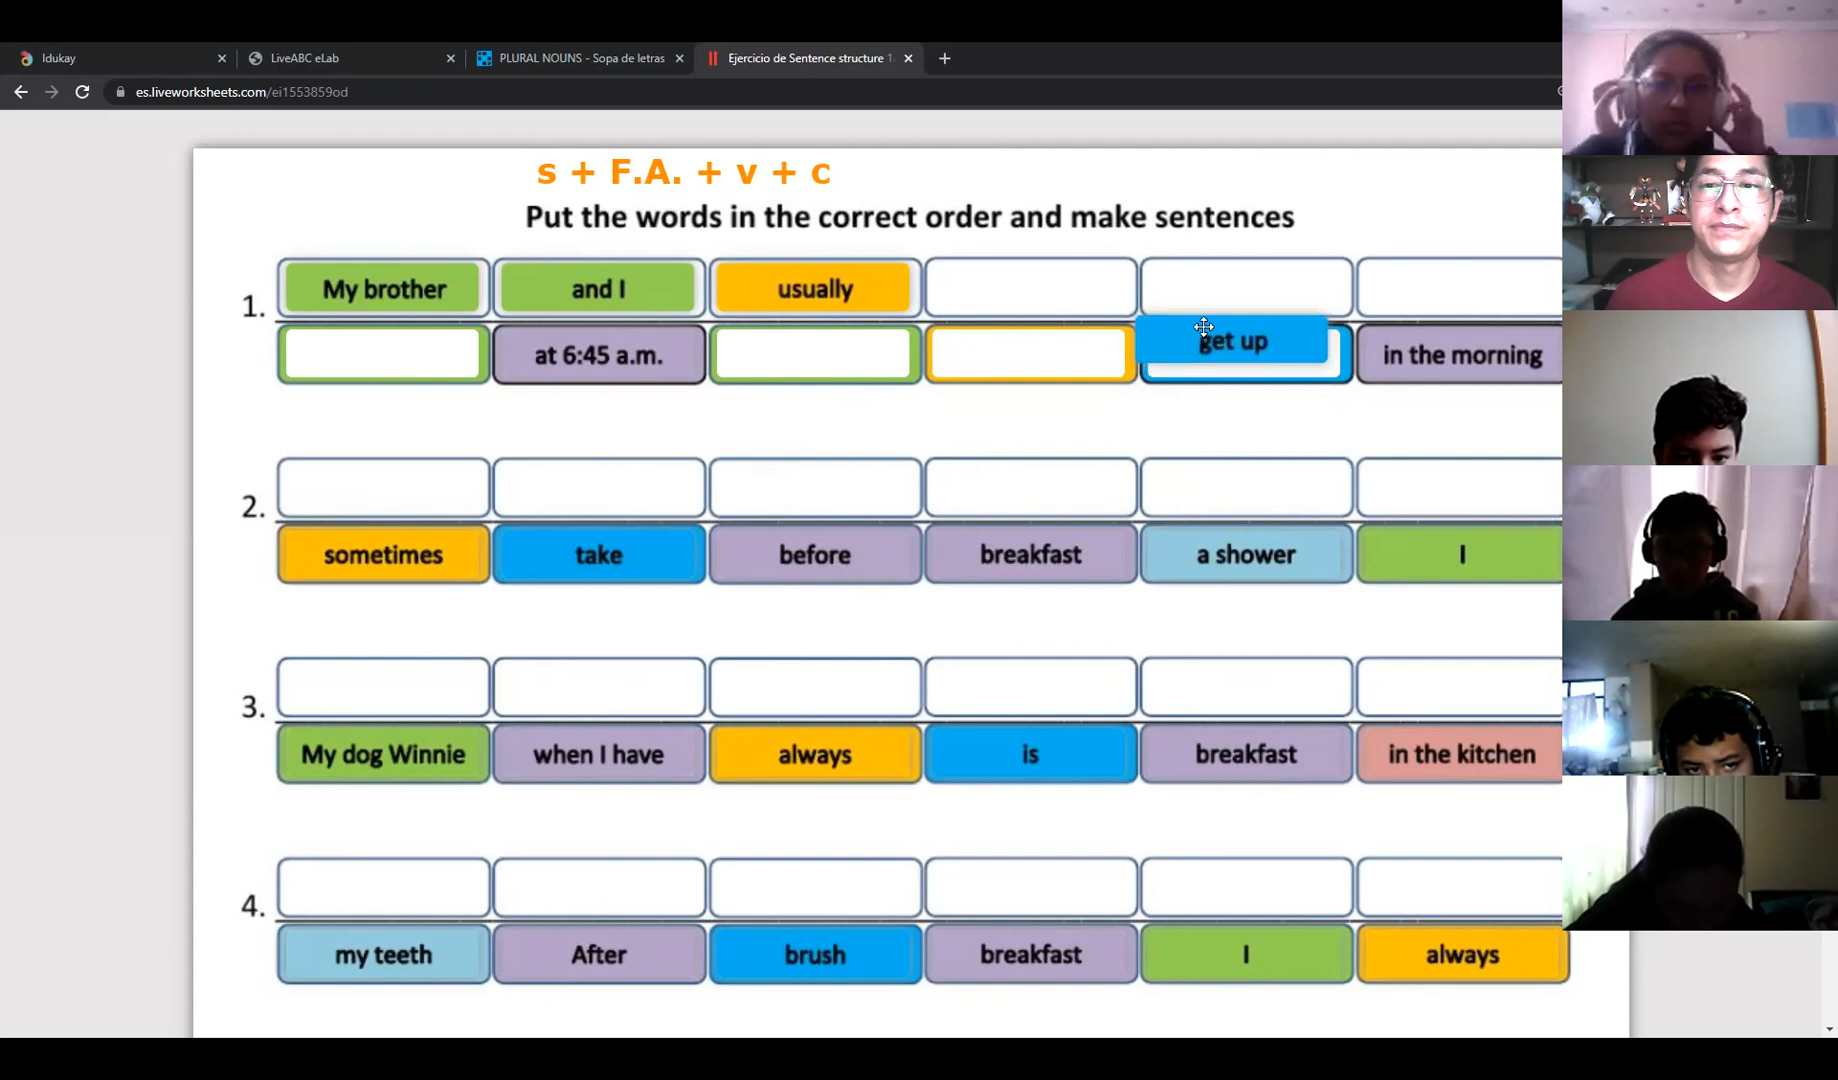 Idukay
LiveABC eLab
PLURAL NOUNS - Sopa de letras
Ejercicio de Sentence structure
es.liveworksheets.com/ei1553859od
s + F.A. + v + c
Put the words in the correct order and make sentences
1. My brother and I usually
at 6:45 a.m. get up in the morning
2.
sometimes take before breakfast a shower I
3.
My dog Winnie when I have always is breakfast in the kitchen
4.
my teeth After brush breakfast I always